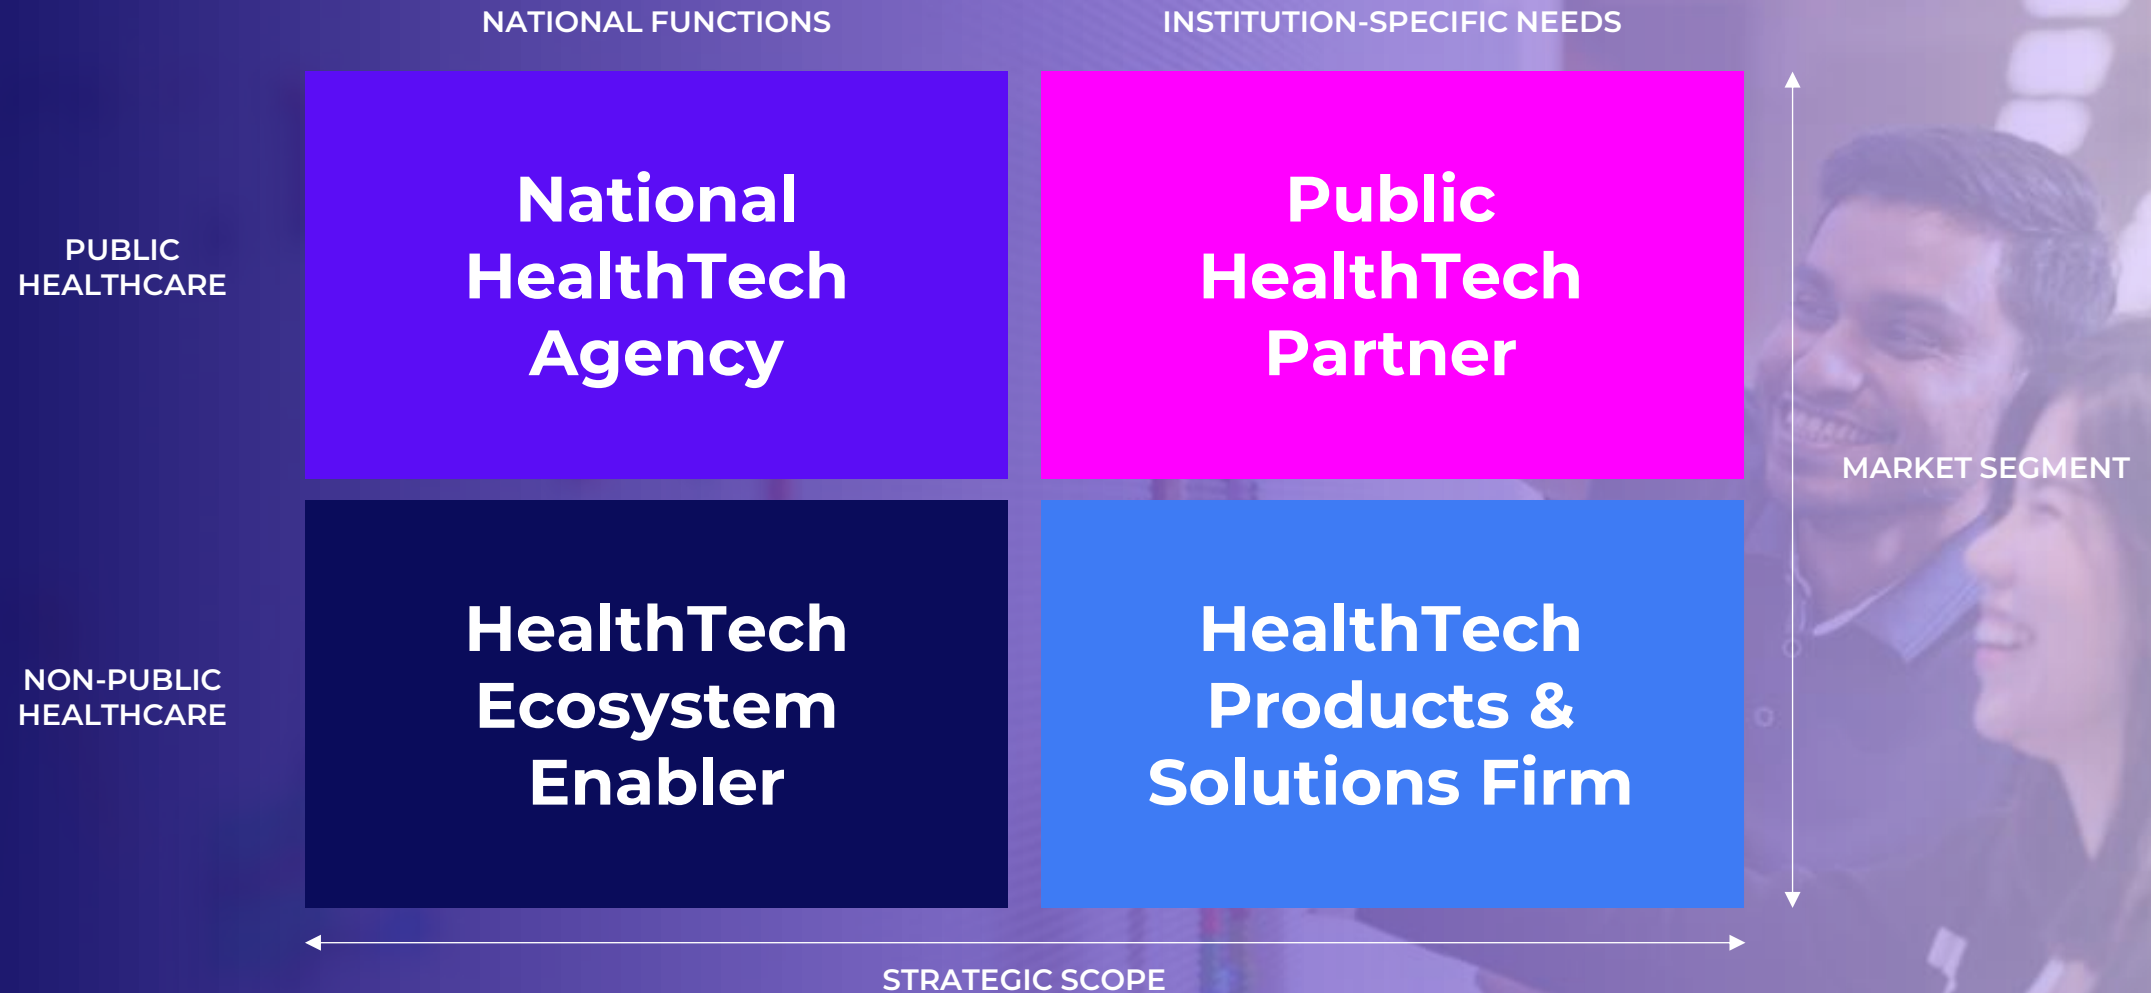 NATIONAL FUNCTIONS
INSTITUTION-SPECIFIC NEEDS
PUBLIC
HEALTHCARE
National
HealthTech
Agency
Public
HealthTech
Partner
MARKET SEGMENT
NON-PUBLIC
HEALTHCARE
HealthTech
Ecosystem
Enabler
HealthTech
Products &
Solutions Firm
STRATEGIC SCOPE